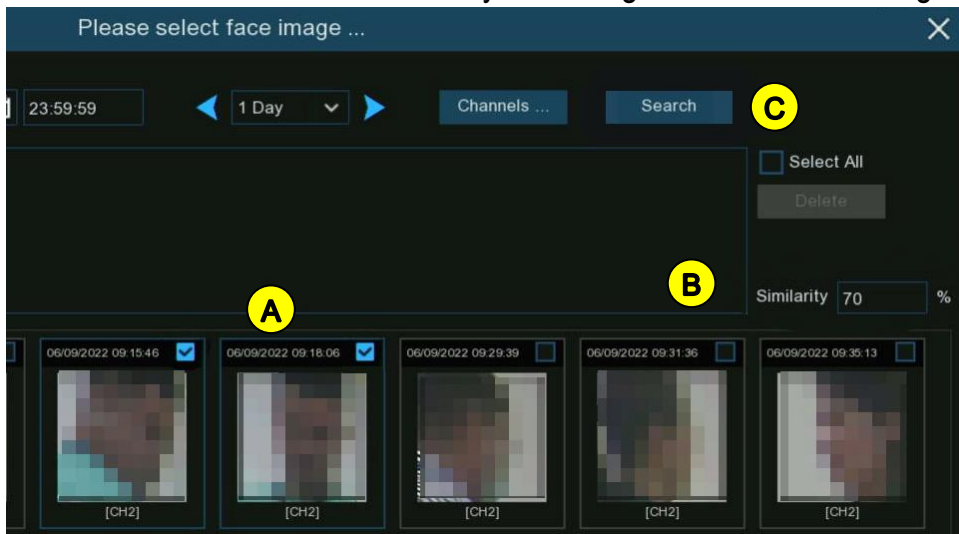 Please select face image ...
23:59:59
1 Day
Channels ...
Search
C
Select All
Delete
B
Similarity 70 %
A
06/09/2022 09:15:46
06/09/2022 09:18:06
06/09/2022 09:29:39
06/09/2022 09:31:36
06/09/2022 09:35:13
[CH2]
[CH2]
[CH2]
[CH2]
[CH2]